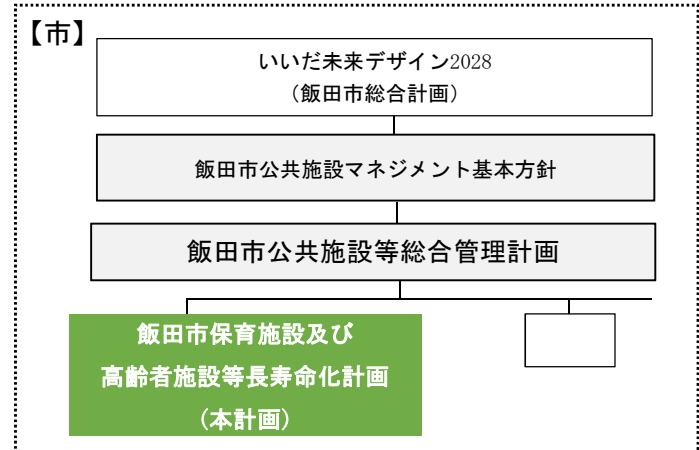 【市】
いいだ未来デザイン2028
（飯田市総合計画）
飯田市公共施設マネジメント基本方針
飯田市公共施設等総合管理計画
飯田市保育施設及び
高齢者施設等長寿命化計画
（本計画）